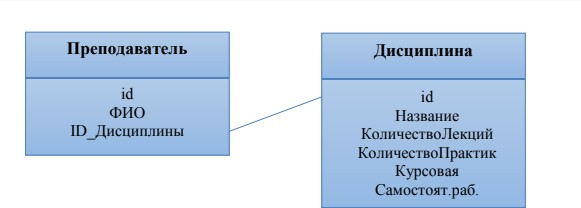 Преподаватель
id
ФИО
ID_Дисциплины
Дисциплина
id
Название
КоличествоЛекций
КоличествоПрактик
Курсовая
Самостоят.раб.